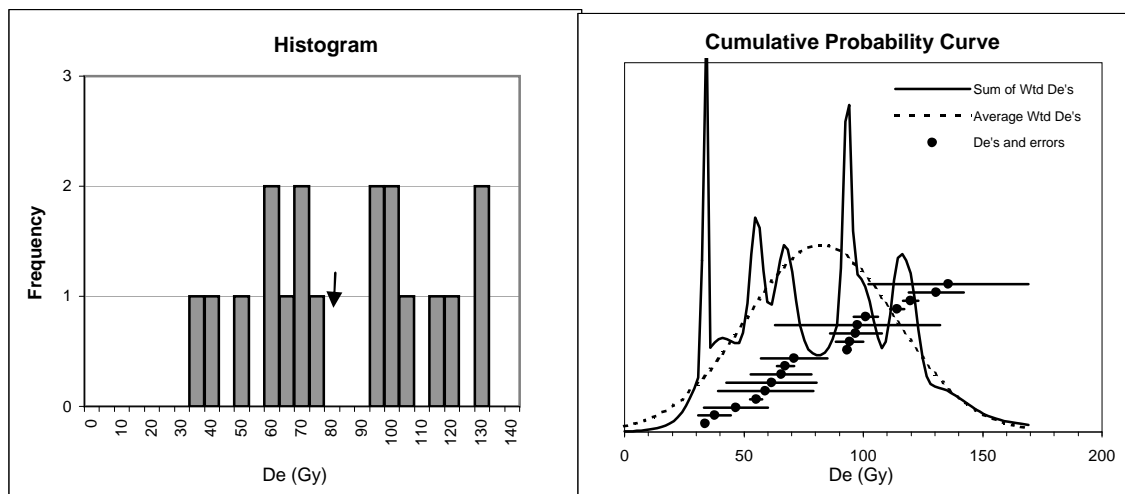 Histogram
Frequency
3
2
1
0
0
10
20
30
40
50
60
70
80
90
100
110
120
130
140
De (Gy)
Cumulative Probability Curve
Sum of Wtd De's
Average Wtd De's
De's and errors
0 50 100 150 200
De (Gy)